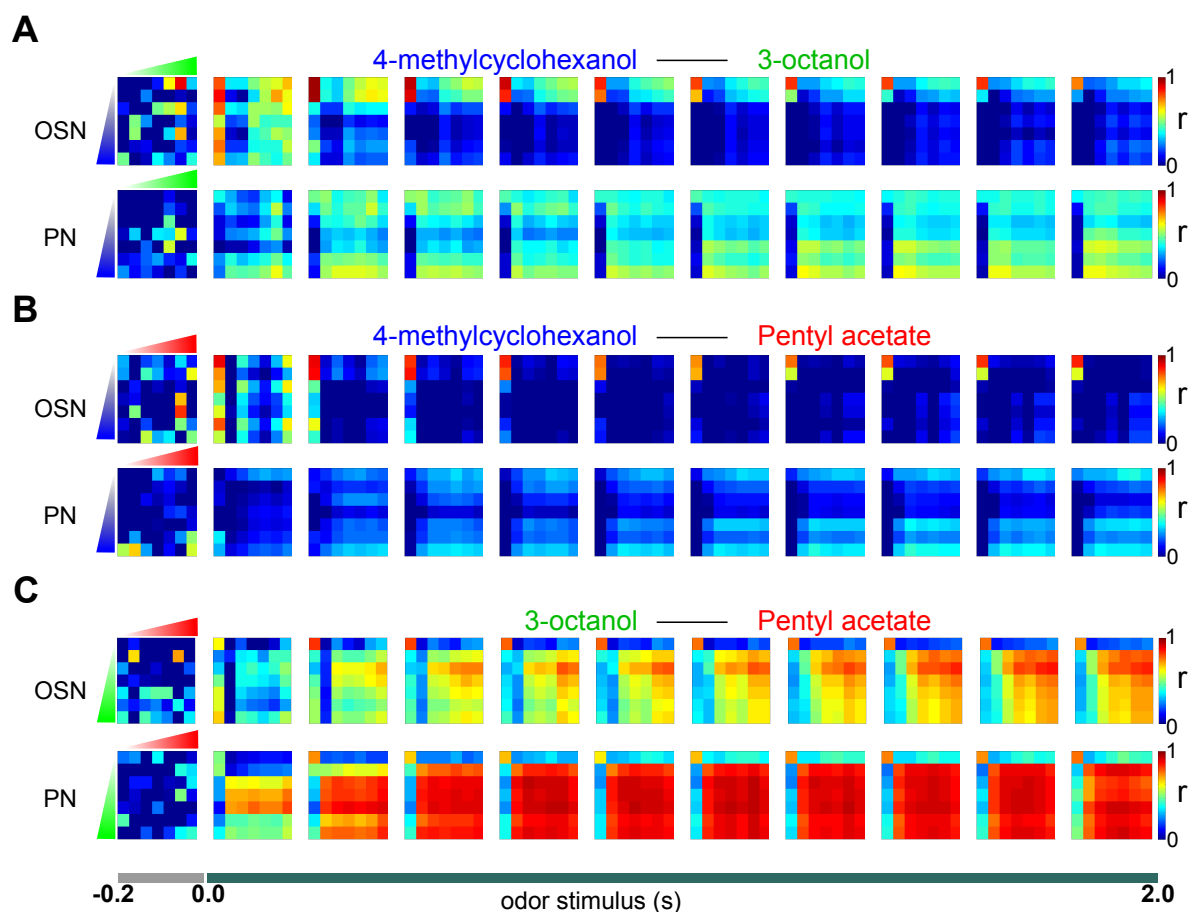 A
4-methylcyclohexanol 3-octanol
OSN
1
r
0
PN
1
r
0
B
4-methylcyclohexanol Pentyl acetate
OSN
1
r
0
PN
1
r
0
C
3-octanol Pentyl acetate
OSN
1
r
0
PN
1
r
0
-0.2 0.0 odor stimulus (s) 2.0